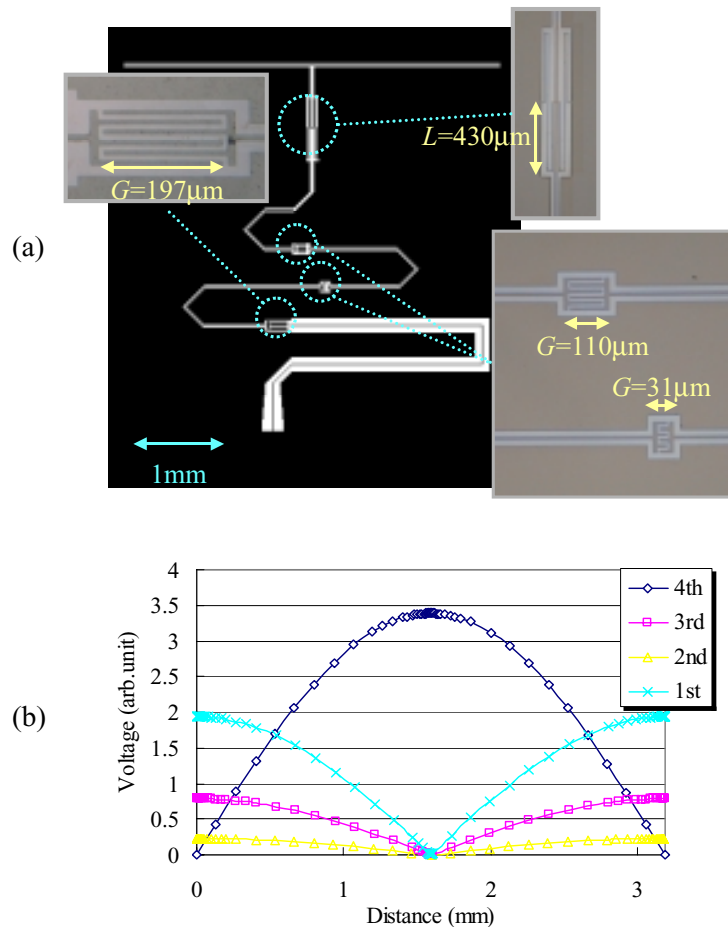 (a)
G=197μm
L=430μm
G=110μm
G=31μm
1mm
(b)
Voltage (arb.unit)
4
3.5
3
2.5
2
1.5
1
0.5
0
0
1
2
3
Distance (mm)
4th
3rd
2nd
1st